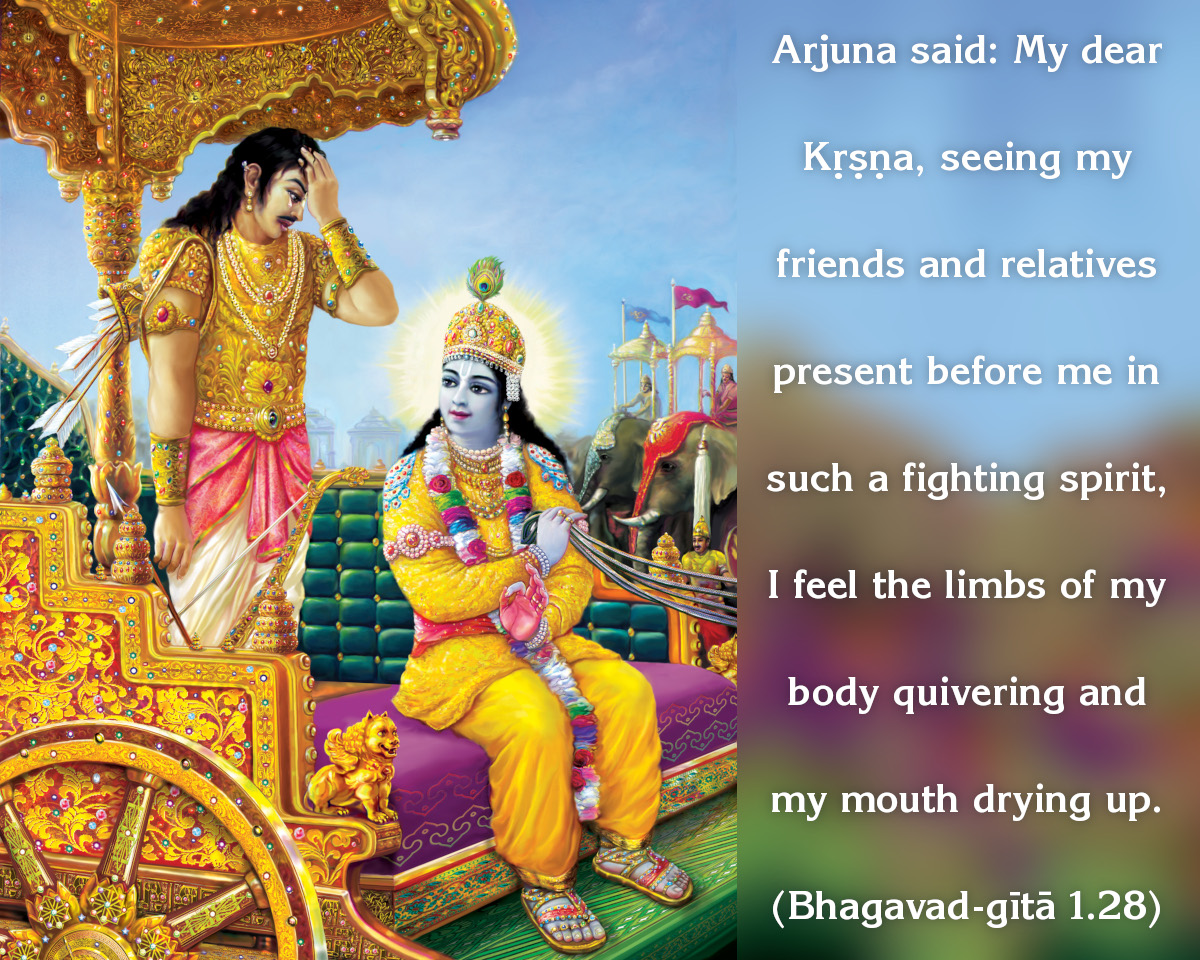 Arjuna said: My dear
Kṛṣṇa, seeing my
friends and relatives
present before me in
such a fighting spirit,
I feel the limbs of my
body quivering and
my mouth drying up.
(Bhagavad-gītā 1.28)